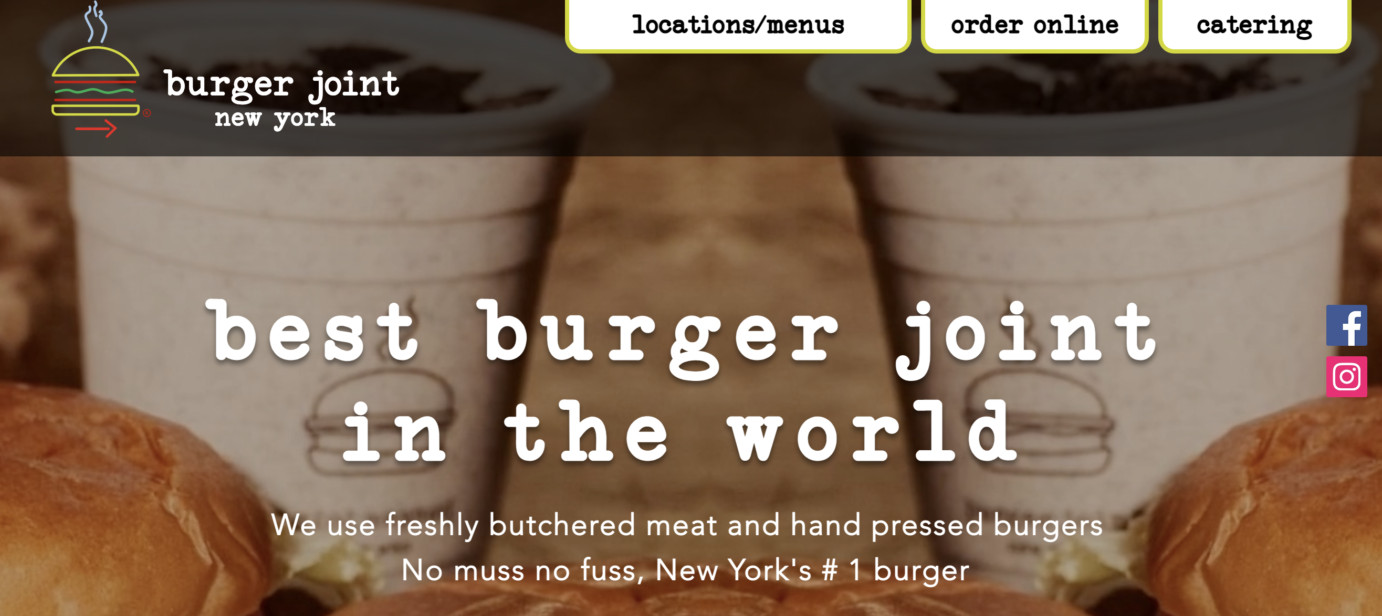 locations/menus
order online
catering
burger joint
new york
®
best burger joint
in the world
We use freshly butchered meat and hand pressed burgers
No muss no fuss, New York's # 1 burger